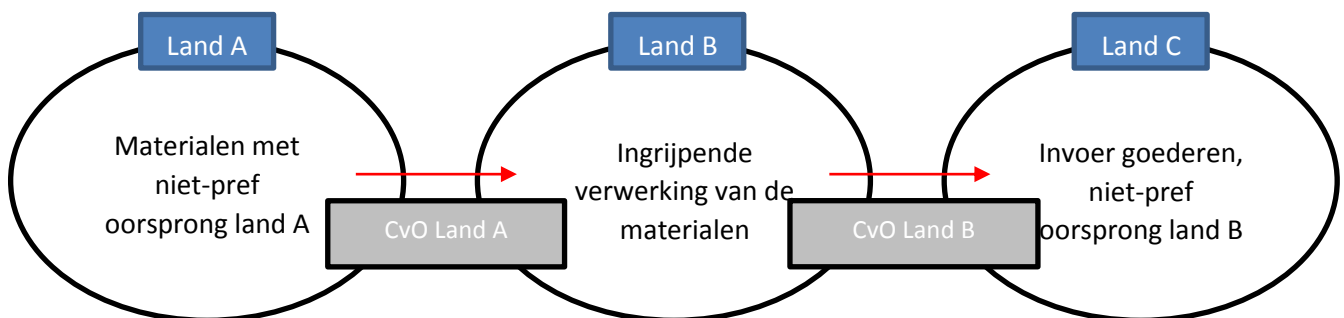 Land A
Land B
Land C
Materialen met
niet-pref
oorsprong land A
CvO Land A
Ingrijpende
verwerking van de
materialen
CvO Land B
Invoer goederen,
niet-pref
oorsprong land B